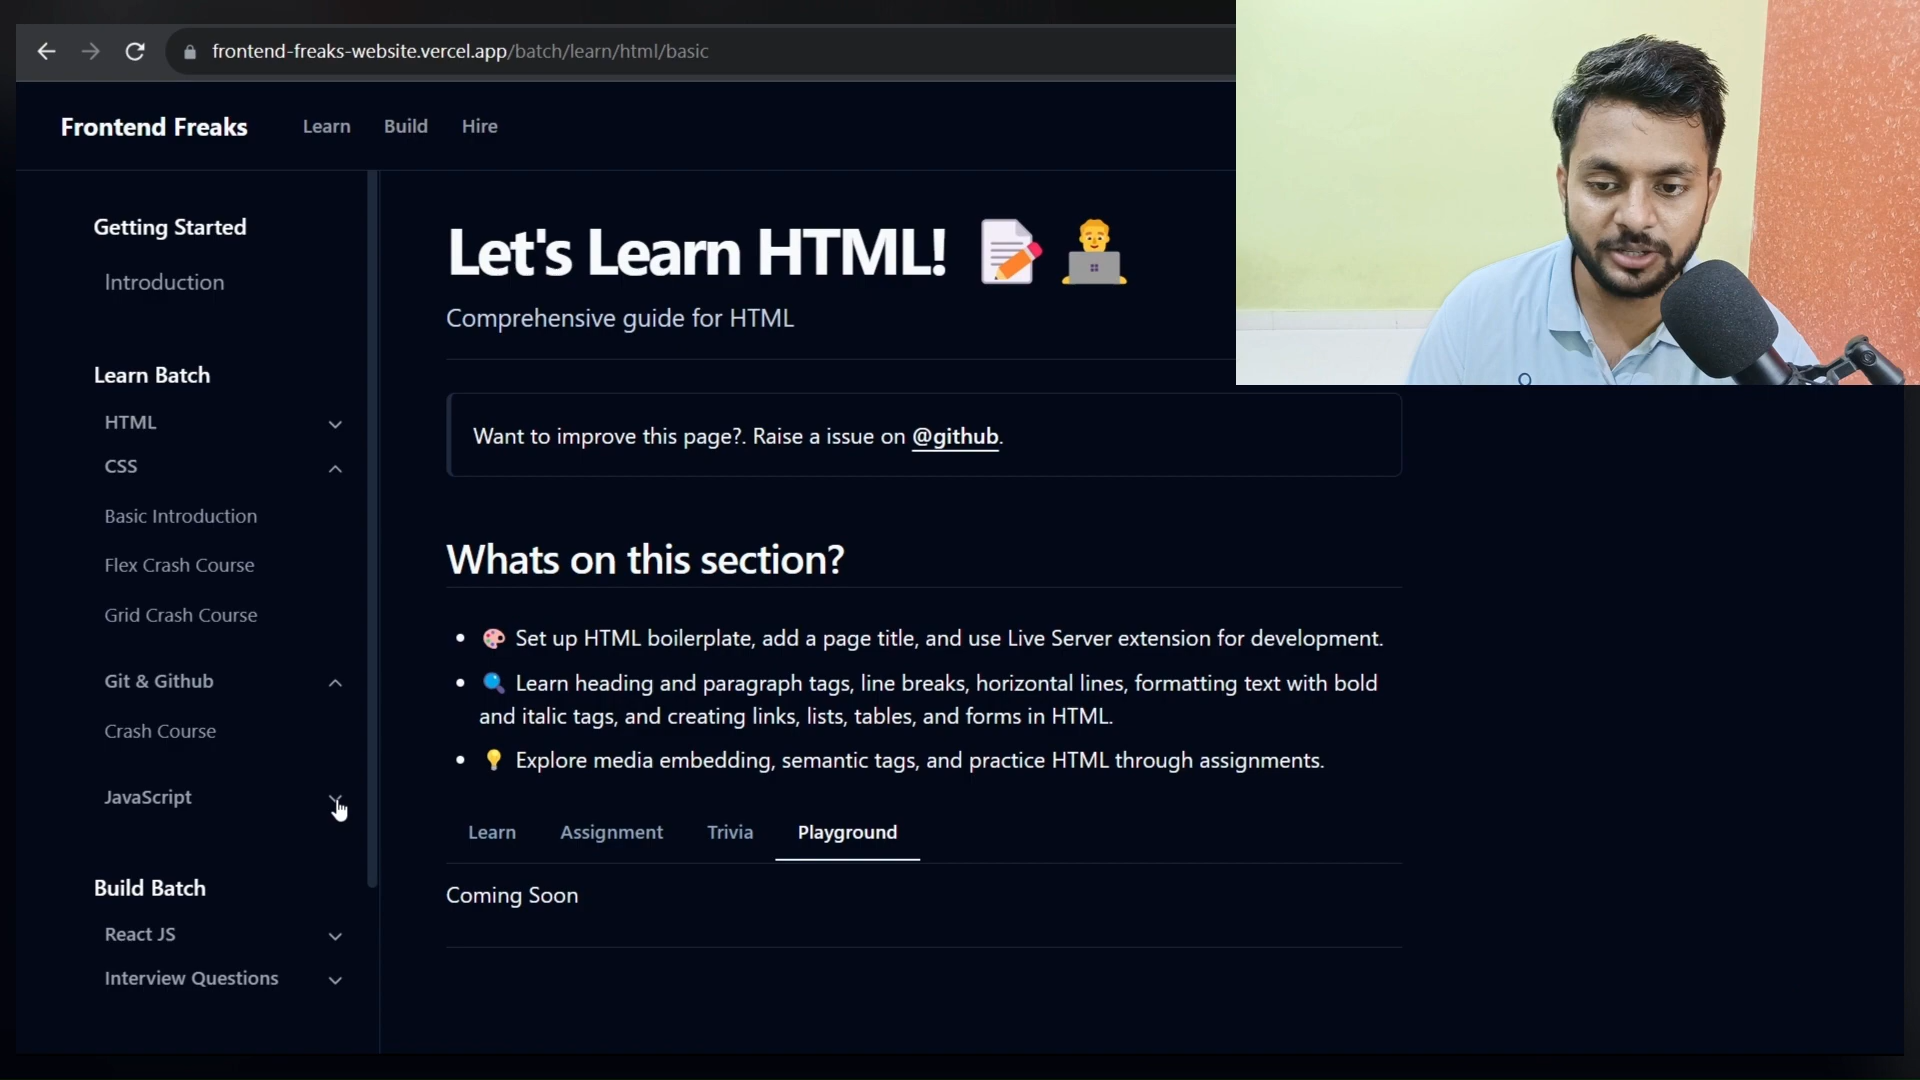 frontend-freaks-website.vercel.app/batch/learn/html/basic
Frontend Freaks
Learn
Build
Hire
Getting Started
Introduction
Learn Batch
HTML
CSS
Basic Introduction
Flex Crash Course
Grid Crash Course
Git & Github
Crash Course
JavaScript
Build Batch
React JS
Interview Questions
Let's Learn HTML!
Comprehensive guide for HTML
Want to improve this page?. Raise a issue on @github.
Whats on this section?
Set up HTML boilerplate, add a page title, and use Live Server extension for development.
Learn heading and paragraph tags, line breaks, horizontal lines, formatting text with bold
and italic tags, and creating links, lists, tables, and forms in HTML.
Explore media embedding, semantic tags, and practice HTML through assignments.
Learn
Assignment
Trivia
Playground
Coming Soon